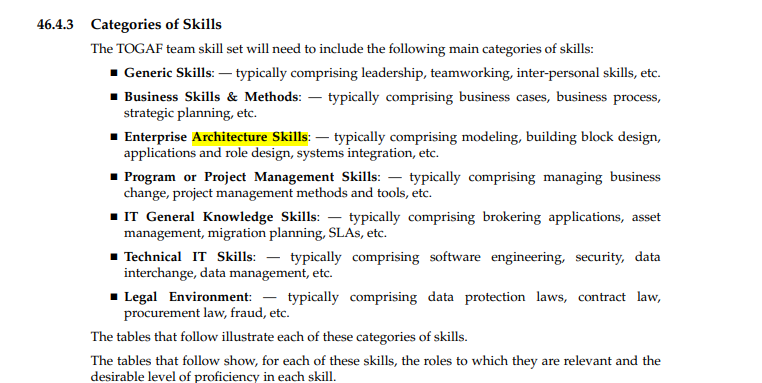 46.4.3 Categories of Skills
The TOGAF team skill set will need to include the following main categories of skills:
■ Generic Skills: — typically comprising leadership, teamworking, inter-personal skills, etc.
■ Business Skills & Methods: — typically comprising business cases, business process,
strategic planning, etc.
■ Enterprise Architecture Skills: — typically comprising modeling, building block design,
applications and role design, systems integration, etc.
■ Program or Project Management Skills: — typically comprising managing business
change, project management methods and tools, etc.
■ IT General Knowledge Skills: — typically comprising brokering applications, asset
management, migration planning, SLAs, etc.
■ Technical IT Skills: — typically comprising software engineering, security, data
interchange, data management, etc.
■ Legal Environment: — typically comprising data protection laws, contract law,
procurement law, fraud, etc.
The tables that follow illustrate each of these categories of skills.
The tables that follow show, for each of these skills, the roles to which they are relevant and the
desirable level of proficiency in each skill.